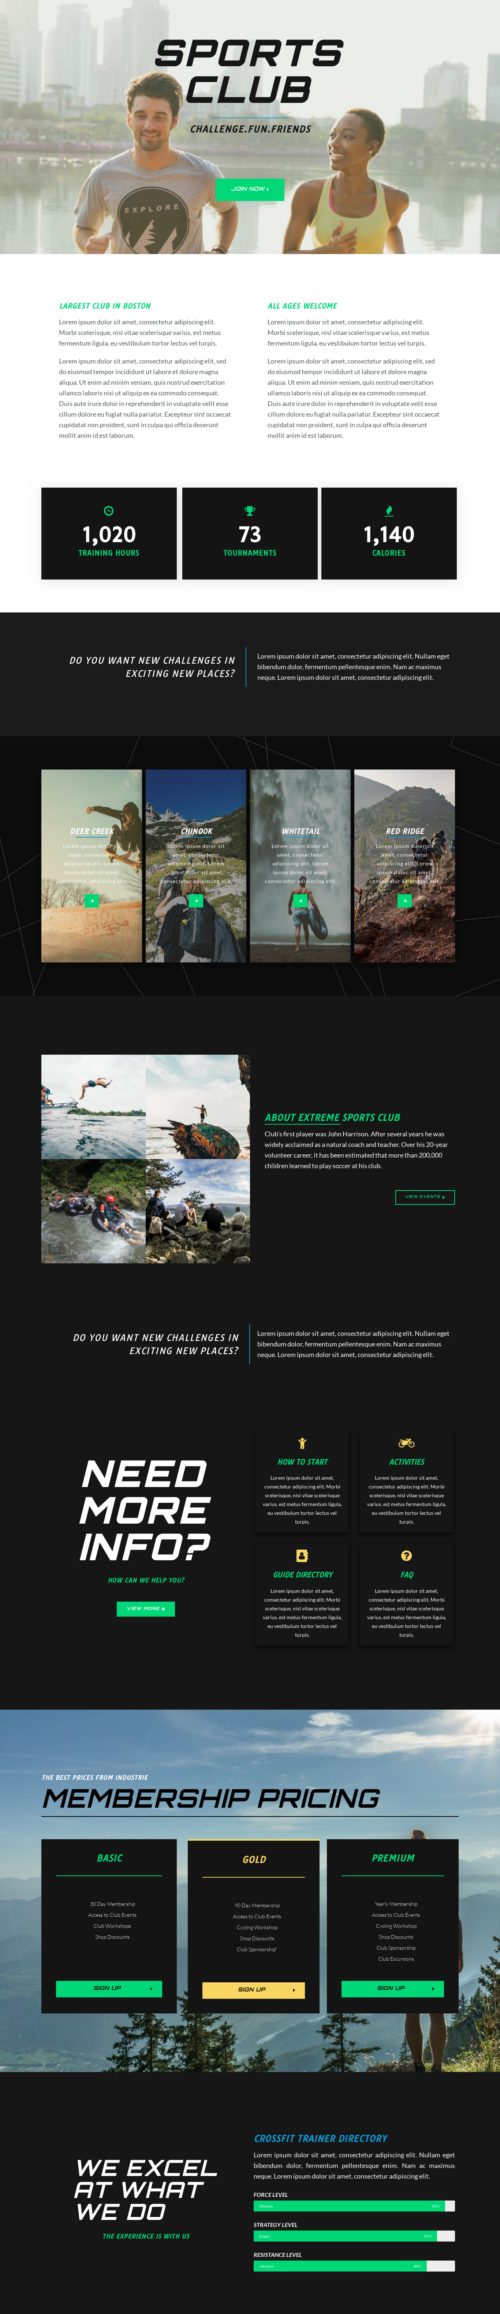 SPORTS
CLUB
CHALLENGE.FUN.FRIENDS
JOIN NOW
EXPLORE
LARGEST CLUB IN BOSTON
Lorem ipsum dolor sit amet, consectetur adipiscing elit.
Morbi scelerisque, nisl vitae scelerisque varius, est metus
fermentum ligula, eu vestibulum tortor lectus vel turpis.
Lorem ipsum dolor sit amet, consectetur adipiscing elit, sed
do eiusmod tempor incididunt ut labore et dolore magna
aliqua. Ut enim ad minim veniam, quis nostrud exercitation
ullamco laboris nisi ut aliquip ex ea commodo consequat.
Duis aute irure dolor in reprehenderit in voluptate velit esse
cillum dolore eu fugiat nulla pariatur. Excepteur sint occaecat
cupidatat non proident, sunt in culpa qui officia deserunt
mollit anim id est laborum.
ALL AGES WELCOME
Lorem ipsum dolor sit amet, consectetur adipiscing elit.
Morbi scelerisque, nisl vitae scelerisque varius, est metus
fermentum ligula, eu vestibulum tortor lectus vel turpis.
Lorem ipsum dolor sit amet, consectetur adipiscing elit, sed
do eiusmod tempor incididunt ut labore et dolore magna
aliqua. Ut enim ad minim veniam, quis nostrud exercitation
ullamco laboris nisi ut aliquip ex ea commodo consequat.
Duis aute irure dolor in reprehenderit in voluptate velit esse
cillum dolore eu fugiat nulla pariatur. Excepteur sint occaecat
cupidatat non proident, sunt in culpa qui officia deserunt
mollit anim id est laborum.
1,020
TRAINING HOURS
73
TOURNAMENTS
1,140
CALORIES
DO YOU WANT NEW CHALLENGES IN
EXCITING NEW PLACES?
Lorem ipsum dolor sit amet, consectetur adipiscing elit. Nullam eget
bibendum dolor, fermentum pellentesque enim. Nam ac maximus
neque. Lorem ipsum dolor sit amet, consectetur adipiscing elit.
DEER CREEK
Lorem ipsum dolor sit
amet, consectetur
adipiscing elit. Lorem
ipsum dolor sit amet,
consectetur adipiscing elit.
CHINOOK
Lorem ipsum dolor sit
amet, consectetur
adipiscing elit. Lorem
ipsum dolor sit amet,
consectetur adipiscing elit.
WHITETAIL
Lorem ipsum dolor sit
amet, consectetur
adipiscing elit. Lorem
ipsum dolor sit amet,
consectetur adipiscing elit.
RED RIDGE
Lorem ipsum dolor sit
amet, consectetur
adipiscing elit. Lorem
ipsum dolor sit amet,
consectetur adipiscing elit.
ABOUT EXTREME SPORTS CLUB
Club's first player was John Harrison. After several years he was
widely acclaimed as a natural coach and teacher. Over his 20-year
volunteer career, it has been estimated that more than 200,000
children learned to play soccer at his club.
VIEW EVENTS
DO YOU WANT NEW CHALLENGES IN
EXCITING NEW PLACES?
Lorem ipsum dolor sit amet, consectetur adipiscing elit. Nullam eget
bibendum dolor, fermentum pellentesque enim. Nam ac maximus
neque. Lorem ipsum dolor sit amet, consectetur adipiscing elit.
NEED
MORE
INFO?
HOW CAN WE HELP YOU?
VIEW MORE
HOW TO START
Lorem ipsum dolor sit amet,
consectetur adipiscing elit. Morbi
scelerisque, nisl vitae scelerisque
varius, est metus fermentum ligula,
eu vestibulum tortor lectus vel
turpis.
ACTIVITIES
Lorem ipsum dolor sit amet,
consectetur adipiscing elit. Morbi
scelerisque, nisl vitae scelerisque
varius, est metus fermentum ligula,
eu vestibulum tortor lectus vel
turpis.
GUIDE DIRECTORY
Lorem ipsum dolor sit amet,
consectetur adipiscing elit. Morbi
scelerisque, nisl vitae scelerisque
varius, est metus fermentum ligula,
eu vestibulum tortor lectus vel
turpis.
FAQ
Lorem ipsum dolor sit amet,
consectetur adipiscing elit. Morbi
scelerisque, nisl vitae scelerisque
varius, est metus fermentum ligula,
eu vestibulum tortor lectus vel
turpis.
THE BEST PRICES FROM INDUSTRIE
MEMBERSHIP PRICING
BASIC
30 Day Membership
Access to Club Events
Club Workshops
Shop Discounts
SIGN UP
GOLD
90 Day Membership
Access to Club Events
Cycling Workshop
Shop Discounts
Club Sponsorship'
SIGN UP
PREMIUM
Yearly Membership
Access to Club Events
Cycling Workshop
Shop Discounts
Club Sponsorship
Club Excursions
SIGN UP
WE EXCEL
AT WHAT
WE DO
THE EXPERIENCE IS WITH US
CROSSFIT TRAINER DIRECTORY
Lorem ipsum dolor sit amet, consectetur adipiscing elit. Nullam eget
bibendum dolor, fermentum pellentesque enim. Nam ac maximus
neque. Lorem ipsum dolor sit amet, consectetur adipiscing elit.
FORCE LEVEL
STRATEGY LEVEL
RESISTANCE LEVEL